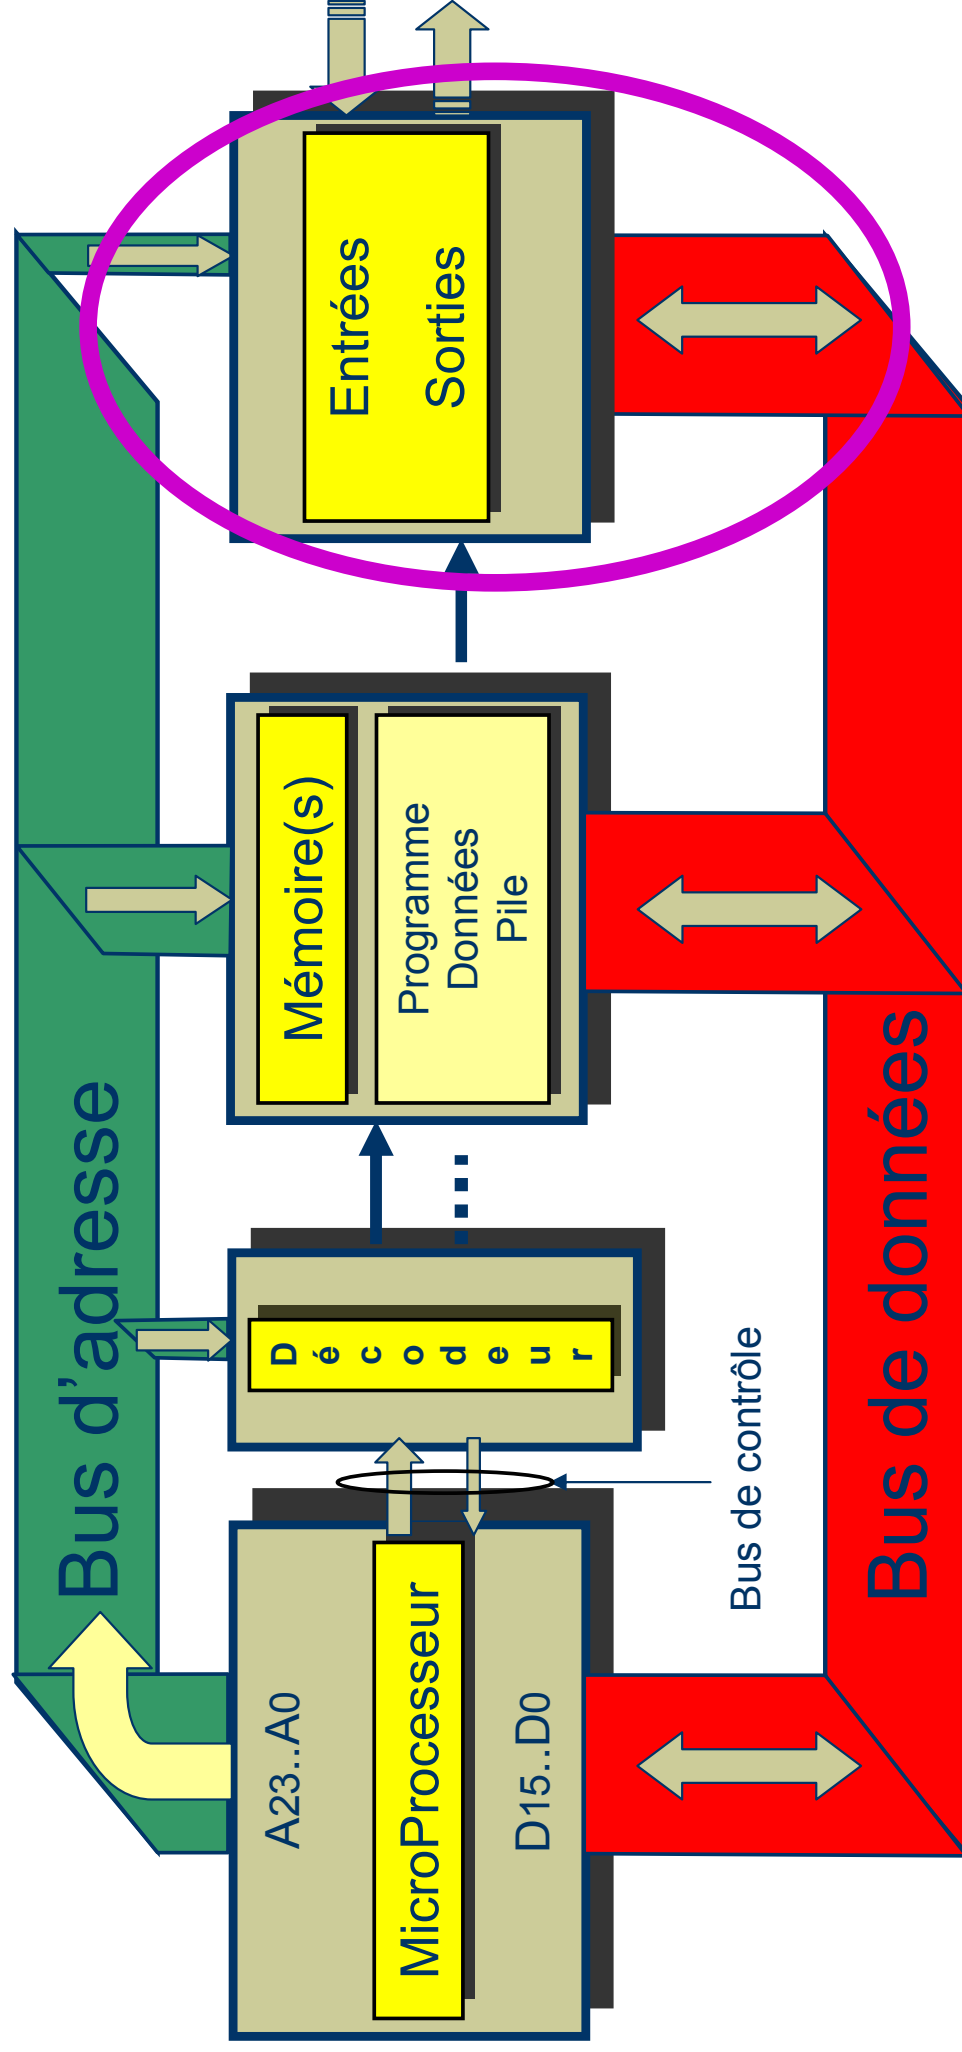 Bus d’adresse
A23..A0
MicroProcesseur
D15..D0
Décodeur
Mémoire(s)
Programme
Données
Pile
Entrées
Sorties
Bus de contrôle
Bus de données